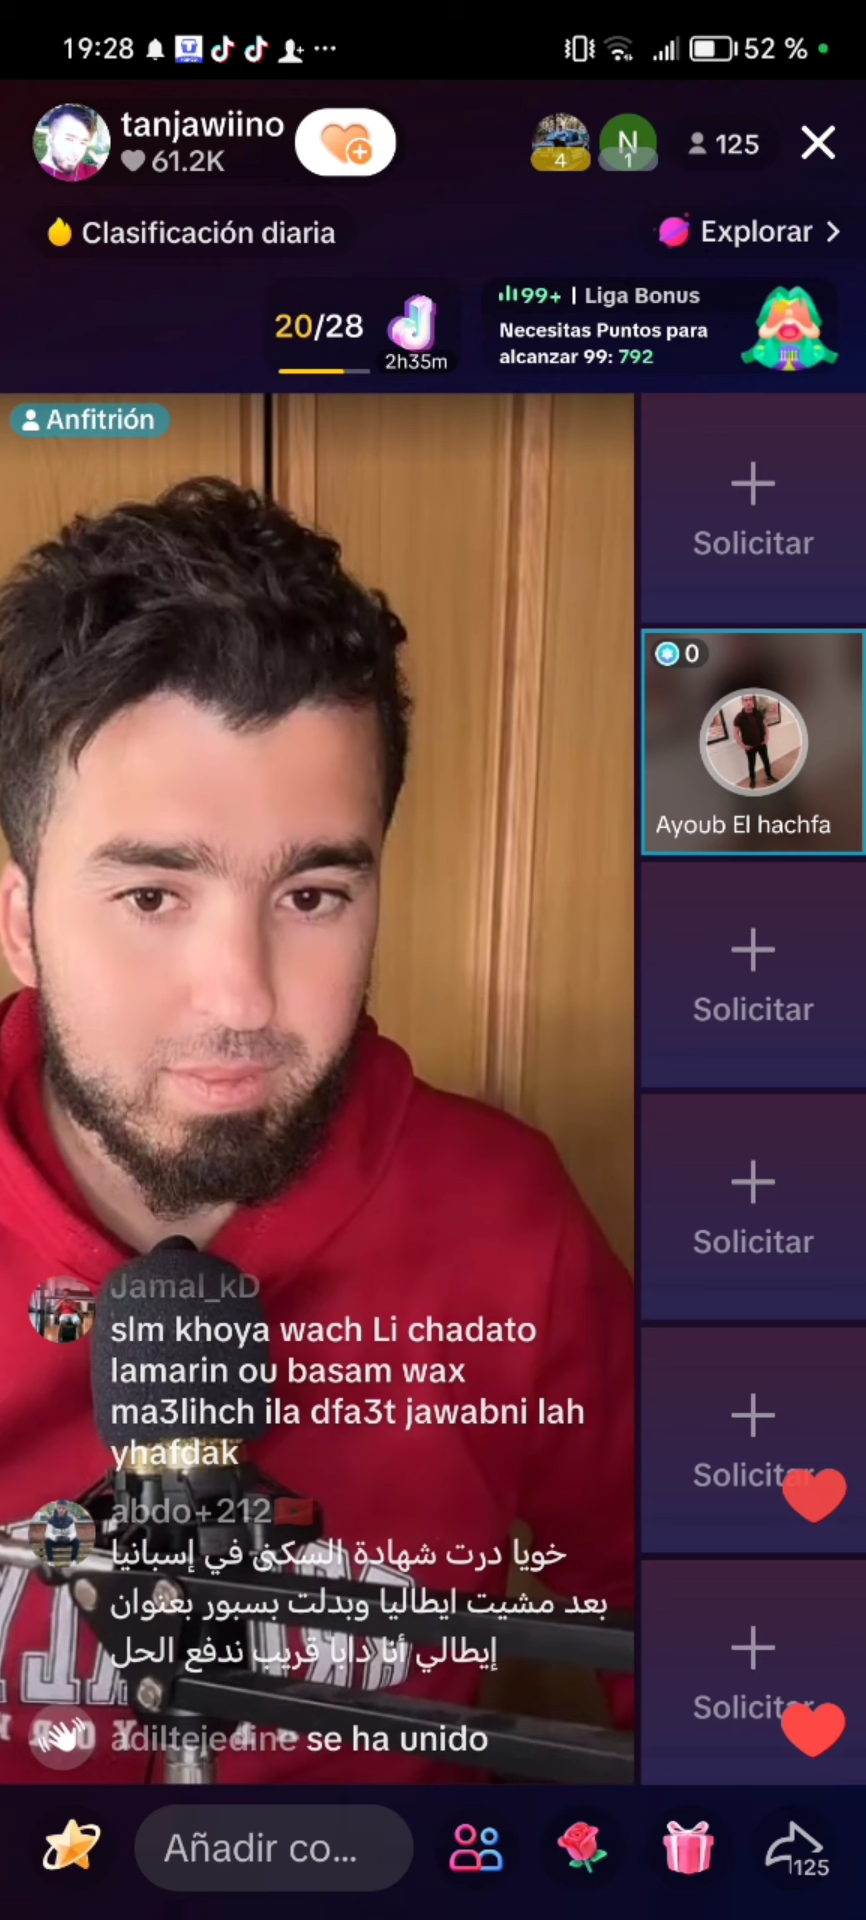 19:28
52 %
tanjawiino
61.2K
4
N
1
125
Clasificación diaria
Explorar
20/28
2h35m
99+ | Liga Bonus
Necesitas Puntos para
alcanzar 99: 792
Anfitrión
Solicitar
0
Ayoub El hachfa
Solicitar
Solicitar
Solicitar
Solicitar
Jamal_kD
slm khoya wach Li chadato
lamarin ou basam wax
ma3lihch ila dfa3t jawabni lah
yhafdak
abdo+212🇲🇦
خويا درت شهادة السكنى في إسبانيا
بعد مشيت ايطاليا وبدلت بسبور بعنوان
إيطالي أنا دابا قريب ندفع الحل
adiltejedine se ha unido
Añadir co...
125